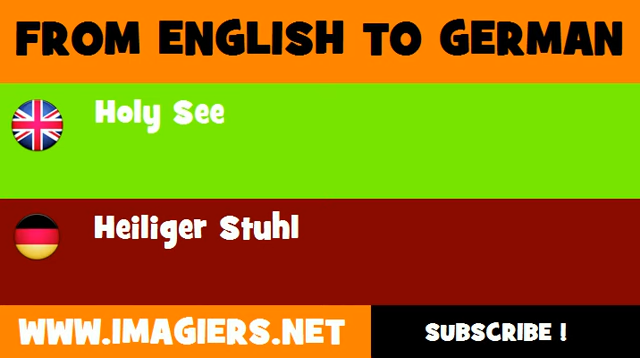 FROM ENGLISH TO GERMAN
Holy See
Heiliger Stuhl
WWW.IMAGIERS.NET
SUBSCRIBE !